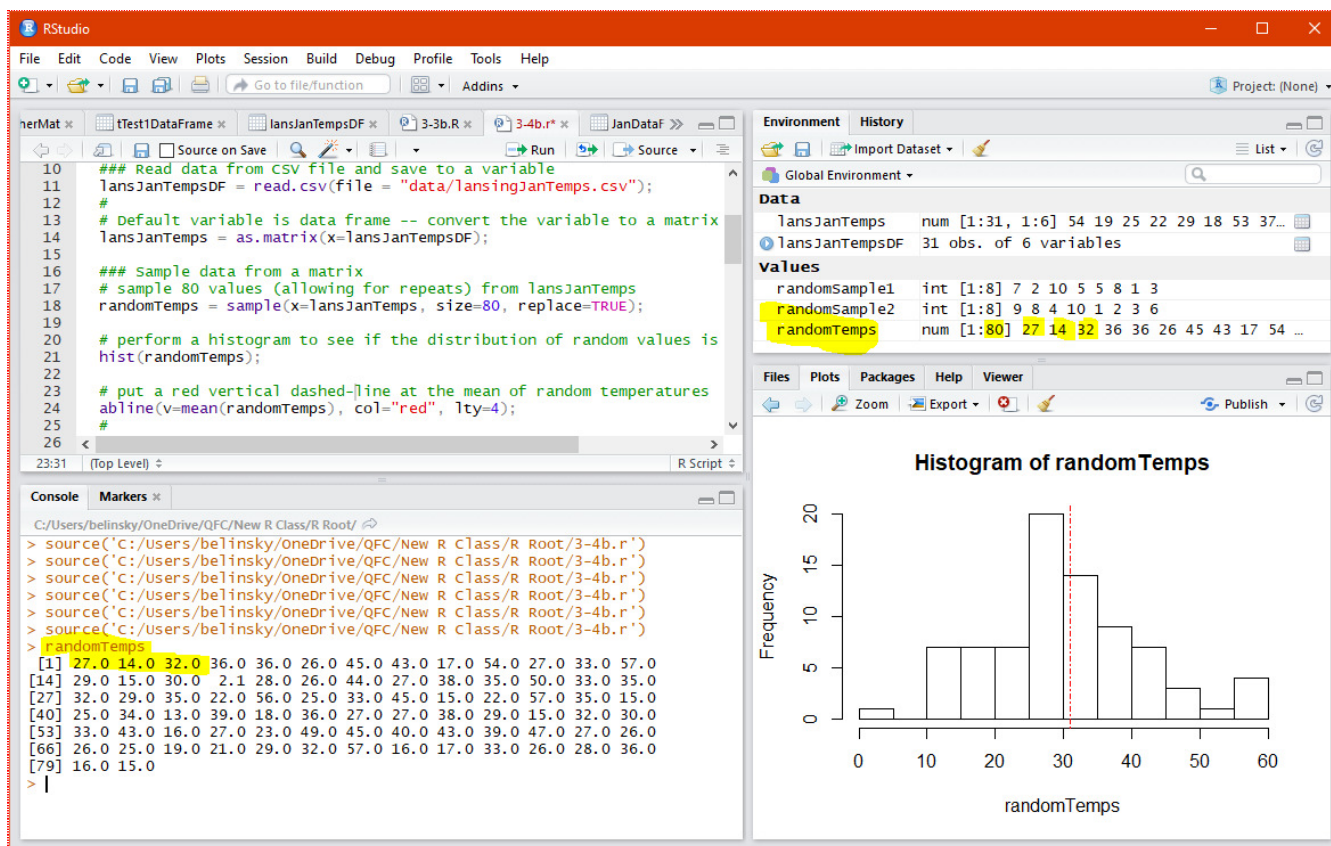 RStudio
File Edit Code View Plots Session Build Debug Profile Tools Help
Go to file/function Addins Project: (None)
herMat tTest1DataFrame lansJanTempsDF 3-3b.R 3-4b.r* JanDataF
Source on Save Run Source
10 ### Read data from CSV file and save to a variable
11 lansJanTempsDF = read.csv(file = "data/lansingJanTemps.csv");
12 #
13 # Default variable is data frame -- convert the variable to a matrix
14 lansJanTemps = as.matrix(x=lansJanTempsDF);
15
16 ### Sample data from a matrix
17 # sample 80 values (allowing for repeats) from lansJanTemps
18 randomTemps = sample(x=lansJanTemps, size=80, replace=TRUE);
19
20 # perform a histogram to see if the distribution of random values is
21 hist(randomTemps);
22
23 # put a red vertical dashed-line at the mean of random temperatures
24 abline(v=mean(randomTemps), col="red", lty=4);
25 #
26
23:31 (Top Level) R Script
Console Markers
C:/Users/belinsky/OneDrive/QFC/New R Class/R Root/
> source('C:/Users/belinsky/OneDrive/QFC/New R Class/R Root/3-4b.r')
> source('C:/Users/belinsky/OneDrive/QFC/New R Class/R Root/3-4b.r')
> source('C:/Users/belinsky/OneDrive/QFC/New R Class/R Root/3-4b.r')
> source('C:/Users/belinsky/OneDrive/QFC/New R Class/R Root/3-4b.r')
> source('C:/Users/belinsky/OneDrive/QFC/New R Class/R Root/3-4b.r')
> source('C:/Users/belinsky/OneDrive/QFC/New R Class/R Root/3-4b.r')
> randomTemps
[1] 27.0 14.0 32.0 36.0 36.0 26.0 45.0 43.0 17.0 54.0 27.0 33.0 57.0
[14] 29.0 15.0 30.0 2.1 28.0 26.0 44.0 27.0 38.0 35.0 50.0 33.0 35.0
[27] 32.0 29.0 35.0 22.0 56.0 25.0 33.0 45.0 15.0 22.0 57.0 35.0 15.0
[40] 25.0 34.0 13.0 39.0 18.0 36.0 27.0 27.0 38.0 29.0 15.0 32.0 30.0
[53] 33.0 43.0 16.0 27.0 23.0 49.0 45.0 40.0 43.0 39.0 47.0 27.0 26.0
[66] 26.0 25.0 19.0 21.0 29.0 32.0 57.0 16.0 17.0 33.0 26.0 28.0 36.0
[79] 16.0 15.0
>
Environment History
Import Dataset List
Global Environment
Data
lansJanTemps num [1:31, 1:6] 54 19 25 22 29 18 53 37…
lansJanTempsDF 31 obs. of 6 variables
Values
randomSample1 int [1:8] 7 2 10 5 5 8 1 3
randomSample2 int [1:8] 9 8 4 10 1 2 3 6
randomTemps num [1:80] 27 14 32 36 36 26 45 43 17 54 …
Files Plots Packages Help Viewer
Zoom Export Publish
Histogram of randomTemps
Frequency
20
15
10
5
0
0 10 20 30 40 50 60
randomTemps